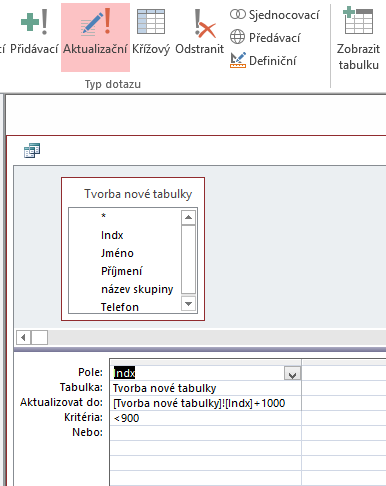 Přidávací
Aktualizační
Křížový
Odstranit
Sjednocovací
Předávací
Definiční
Zobrazit
tabulku
Typ dotazu
Tvorba nové tabulky
*
Indx
Jméno
Příjmení
název skupiny
Telefon
Pole: Indx
Tabulka: Tvorba nové tabulky
Aktualizovat do: [Tvorba nové tabulky]![Indx]+1000
Kritéria: <900
Nebo: